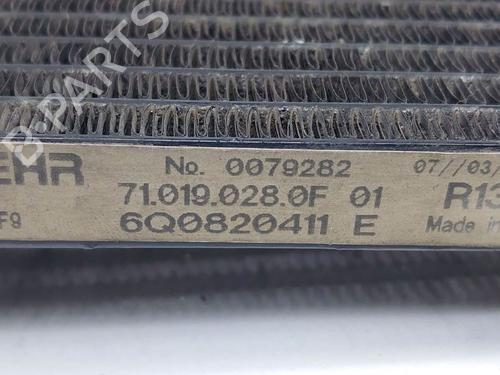 B PARTS
EHR No. 0079282 07//03/
71.019.028.0F 01 R13
F9 6Q0820411 E Made in